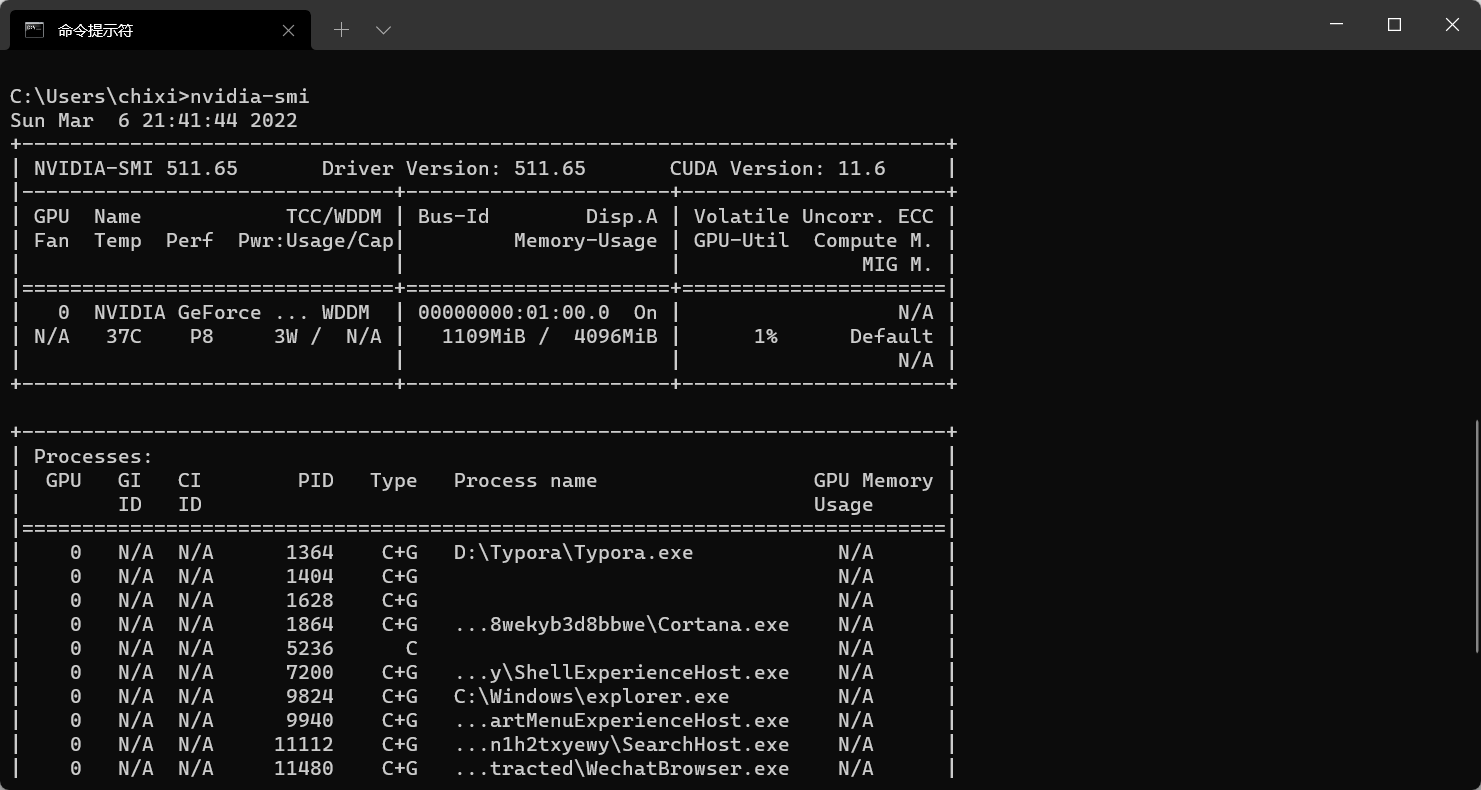 命令提示符
C:\Users\chixi>nvidia-smi
Sun Mar  6 21:41:44 2022
+-----------------------------------------------------------------------------+
| NVIDIA-SMI 511.65       Driver Version: 511.65       CUDA Version: 11.6     |
|-------------------------------+----------------------+----------------------+
| GPU  Name            TCC/WDDM | Bus-Id        Disp.A | Volatile Uncorr. ECC |
| Fan  Temp  Perf  Pwr:Usage/Cap|         Memory-Usage | GPU-Util  Compute M. |
|                               |                      |               MIG M. |
|===============================+======================+======================|
|   0  NVIDIA GeForce ... WDDM  | 00000000:01:00.0  On |                  N/A |
| N/A   37C    P8     3W /  N/A |   1109MiB /  4096MiB |      1%      Default |
|                               |                      |                  N/A |
+-------------------------------+----------------------+----------------------+
+-----------------------------------------------------------------------------+
| Processes:                                                                  |
|  GPU   GI   CI        PID   Type   Process name                  GPU Memory |
|        ID   ID                                                   Usage      |
|=============================================================================|
|    0   N/A  N/A      1364    C+G   D:\Typora\Typora.exe            N/A      |
|    0   N/A  N/A      1404    C+G                                   N/A      |
|    0   N/A  N/A      1628    C+G                                   N/A      |
|    0   N/A  N/A      1864    C+G   ...8wekyb3d8bbwe\Cortana.exe    N/A      |
|    0   N/A  N/A      5236      C                                   N/A      |
|    0   N/A  N/A      7200    C+G   ...y\ShellExperienceHost.exe    N/A      |
|    0   N/A  N/A      9824    C+G   C:\Windows\explorer.exe         N/A      |
|    0   N/A  N/A      9940    C+G   ...artMenuExperienceHost.exe    N/A      |
|    0   N/A  N/A     11112    C+G   ...n1h2txyewy\SearchHost.exe    N/A      |
|    0   N/A  N/A     11480    C+G   ...tracted\WechatBrowser.exe    N/A      |